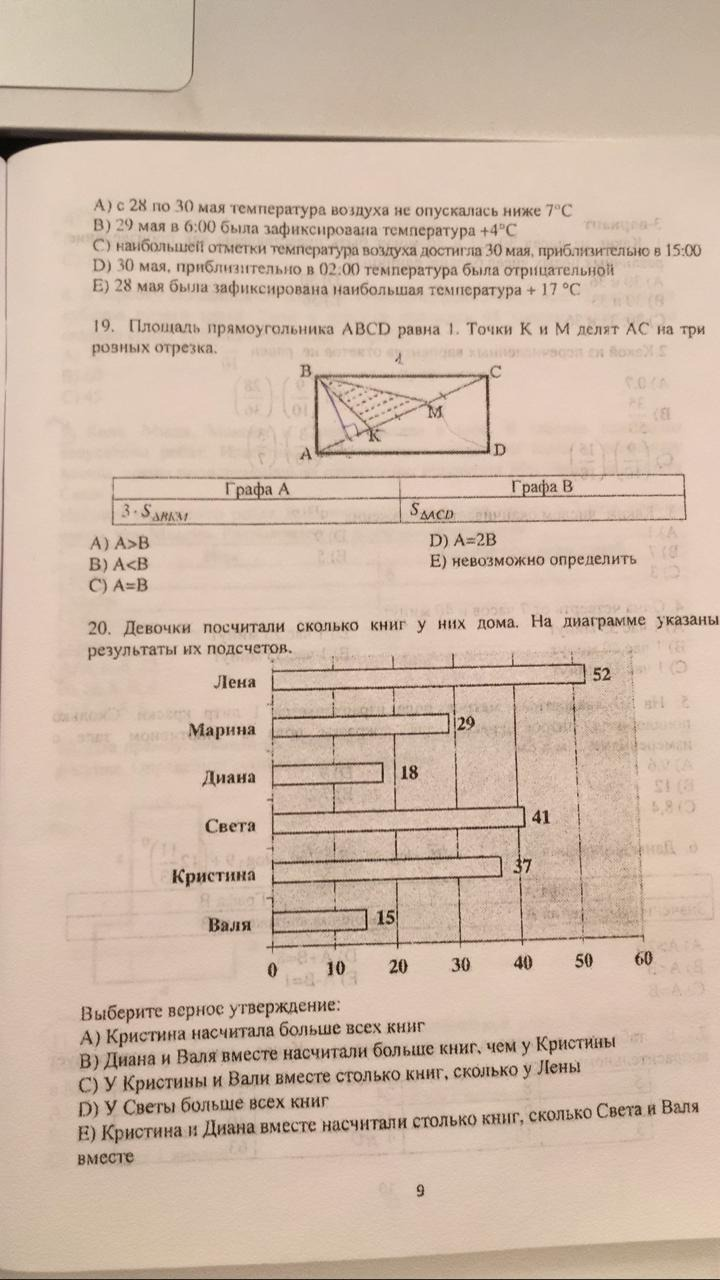 А) с 28 по 30 мая температура воздуха не опускалась ниже 7°С
В) 29 мая в 6:00 была зафиксирована температура +4°С
С) наибольшей отметки температура воздуха достигла 30 мая, приблизительно в 15:00
D) 30 мая, приблизительно в 02:00 температура была отрицательной
Е) 28 мая была зафиксирована наибольшая температура + 17 °С
19. Площадь прямоугольника ABCD равна 1. Точки К и М делят АС на три
ровных отрезка.
B C
M
K
A D
Графа А Графа В
3 · S△BKM S△ACD
А) А>В D) А=2В
В) А<В Е) невозможно определить
С) А=В
20. Девочки посчитали сколько книг у них дома. На диаграмме указаны
результаты их подсчетов.
Лена 52
Марина 29
Диана 18
Света 41
Кристина 37
Валя 15
0 10 20 30 40 50 60
Выберите верное утверждение:
А) Кристина насчитала больше всех книг
В) Диана и Валя вместе насчитали больше книг, чем у Кристины
С) У Кристины и Вали вместе столько книг, сколько у Лены
D) У Светы больше всех книг
Е) Кристина и Диана вместе насчитали столько книг, сколько Света и Валя
вместе
9